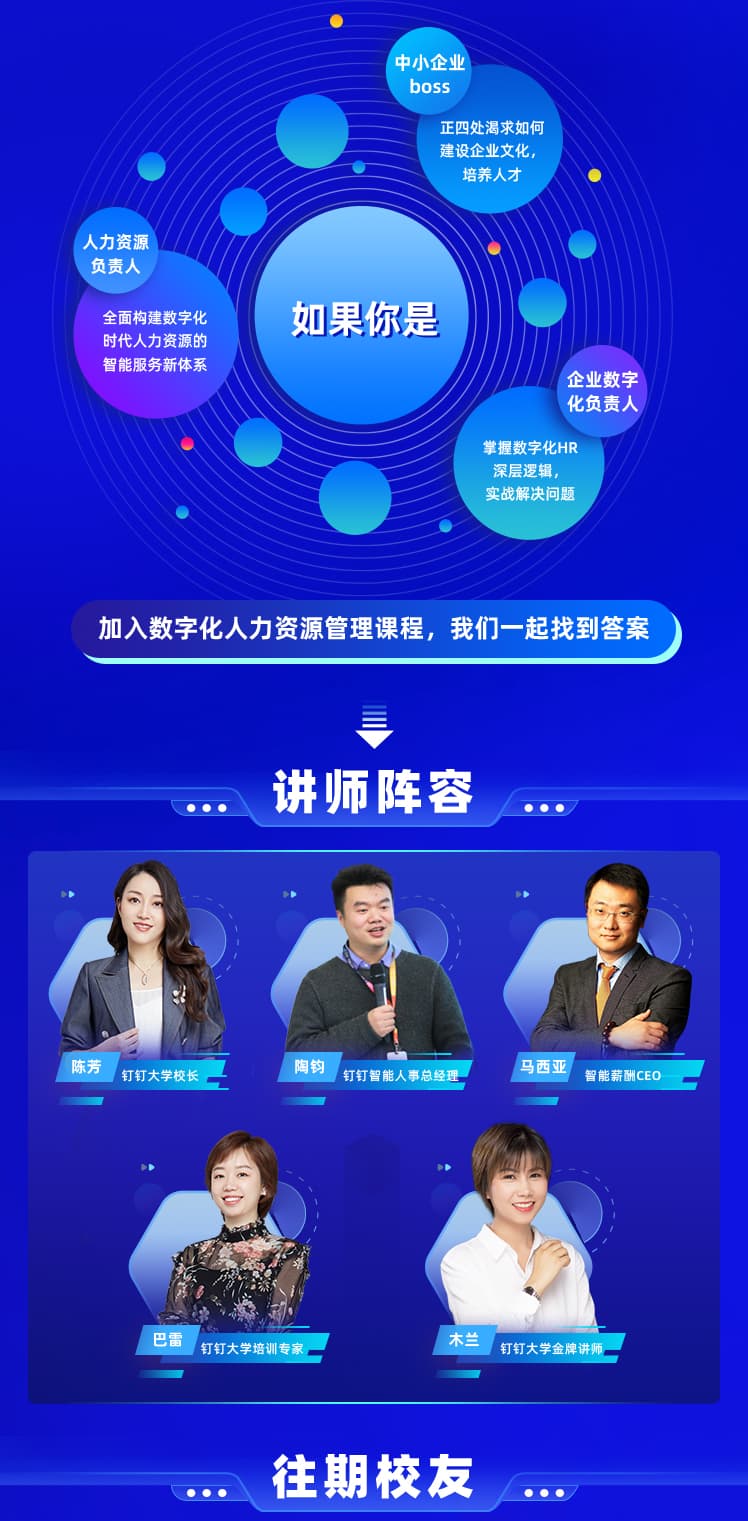 中小企业
boss
正四处渴求如何
建设企业文化，
培养人才
人力资源
负责人
全面构建数字化
时代人力资源的
智能服务新体系
如果你是
企业数字
化负责人
掌握数字化HR
深层逻辑，
实战解决问题
加入数字化人力资源管理课程，我们一起找到答案
讲师阵容
陈芳
钉钉大学校长
陶钧
钉钉智能人事总经理
马西亚
智能薪酬CEO
巴雷
钉钉大学培训专家
木兰
钉钉大学金牌讲师
往期校友